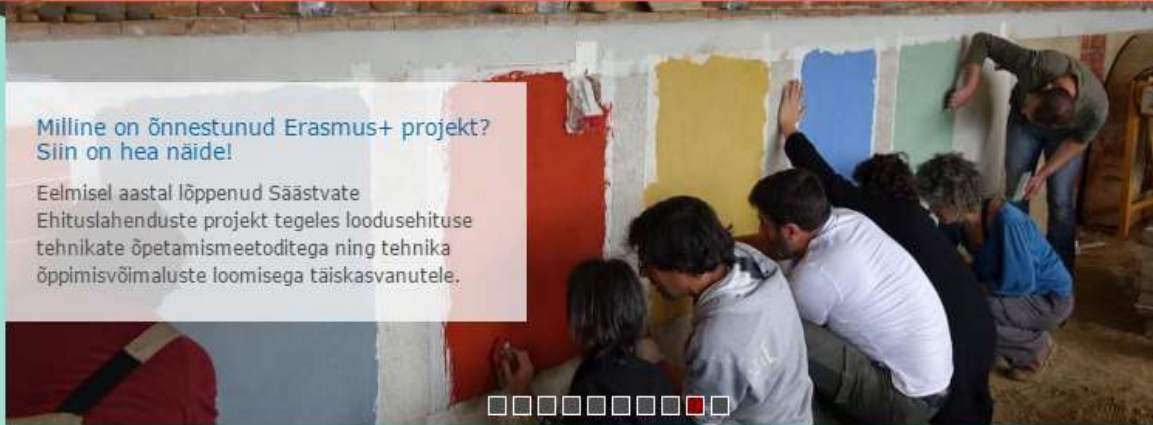 Milline on õnnestunud Erasmus+ projekt?
Siin on hea näide!
Eelmisel aastal lõppenud Säästvate
Ehituslahenduste projekt tegeles loodusehituse
tehnikate õpetamismeetoditega ning tehnika
õppimisvõimaluste loomisega täiskasvanutele.